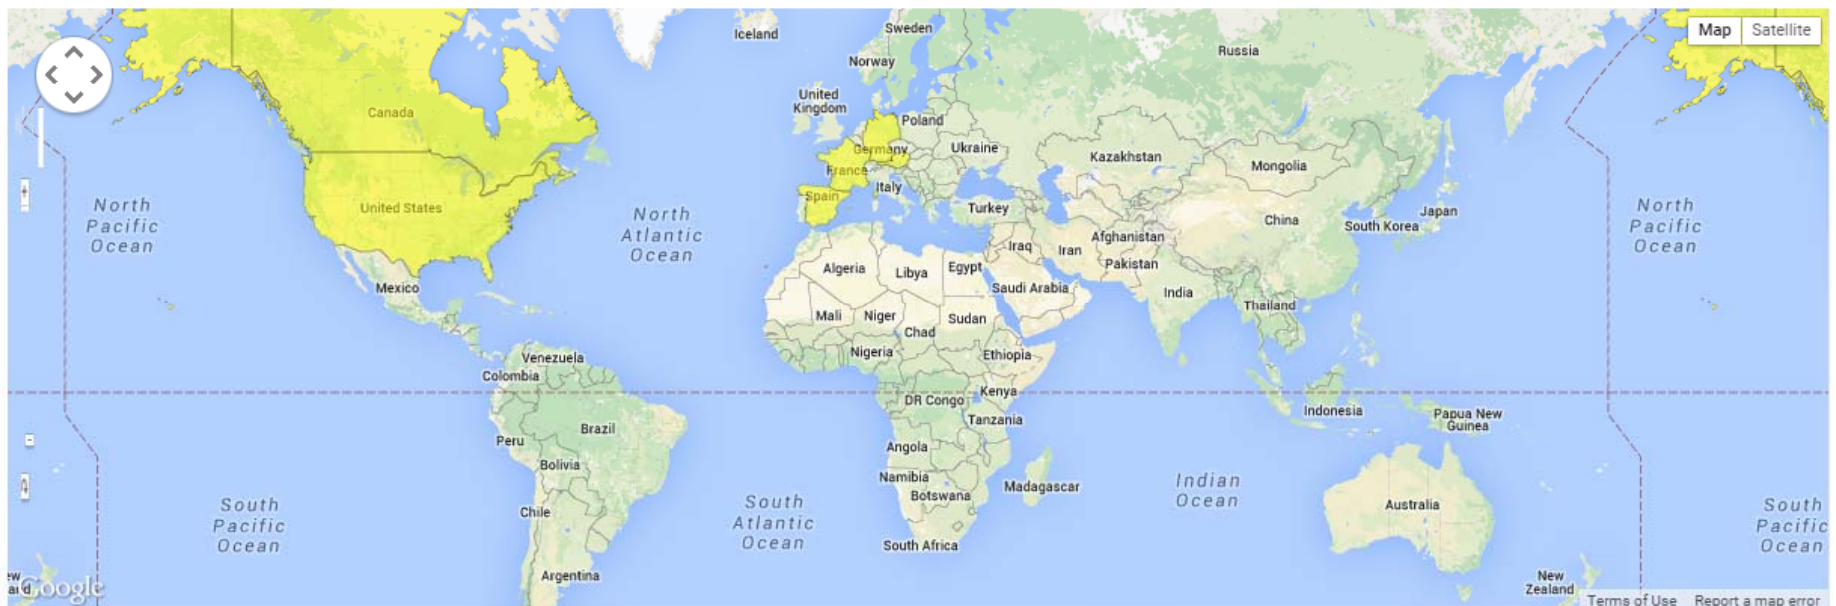 Iceland
Sweden
Norway
Russia
Map
Satellite
United
Kingdom
Canada
Poland
Germany
Ukraine
Kazakhstan
Mongolia
France
Italy
Spain
United States
Turkey
China
Japan
South Korea
North
Pacific
Ocean
North
Atlantic
Ocean
North
Pacific
Ocean
Iraq
Iran
Afghanistan
Pakistan
Algeria
Libya
Egypt
Saudi Arabia
India
Mexico
Thailand
Mali
Niger
Chad
Sudan
Nigeria
Ethiopia
Venezuela
Colombia
DR Congo
Kenya
Tanzania
Indonesia
Papua New
Guinea
Brazil
Peru
Bolivia
Angola
Namibia
Botswana
Madagascar
Indian
Ocean
Australia
South
Pacific
Ocean
Chile
South
Atlantic
Ocean
South
Pacific
Ocean
South Africa
Argentina
New
Zealand
ew
and
Google
Terms of Use
Report a map error